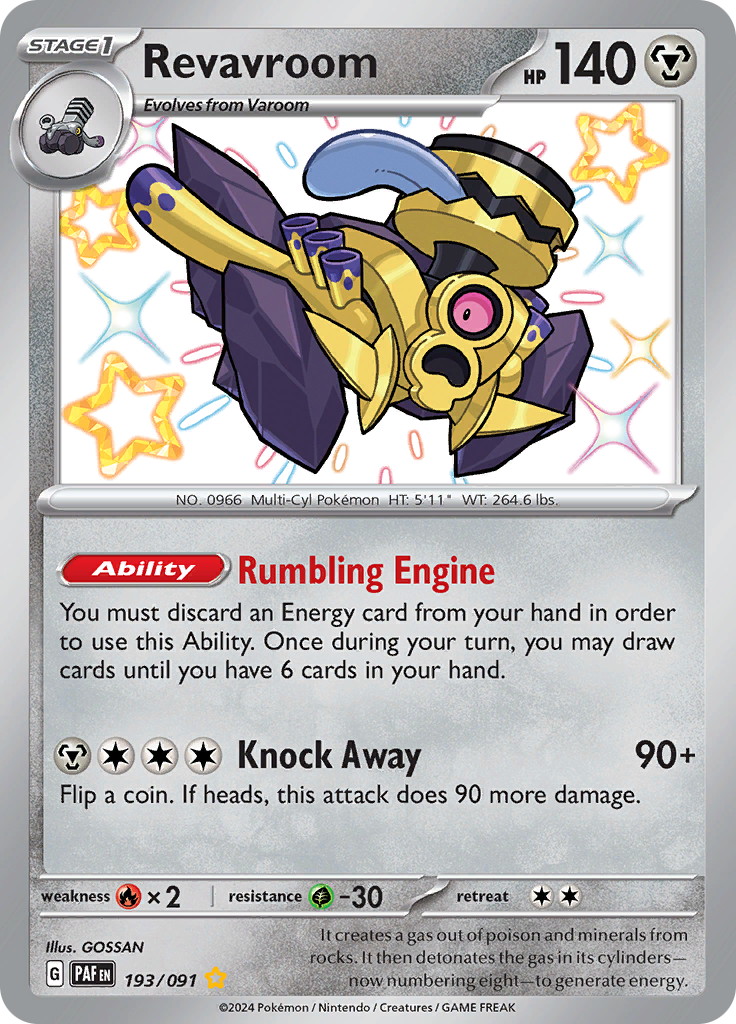 STAGE1
Revavroom
HP 140
Evolves from Varoom
NO. 0966 Multi-Cyl Pokémon HT: 5'11" WT: 264.6 lbs.
Ability Rumbling Engine
You must discard an Energy card from your hand in order
to use this Ability. Once during your turn, you may draw
cards until you have 6 cards in your hand.
Knock Away 90+
Flip a coin. If heads, this attack does 90 more damage.
weakness ×2 resistance -30 retreat
Illus. GOSSAN
It creates a gas out of poison and minerals from
rocks. It then detonates the gas in its cylinders—
now numbering eight—to generate energy.
G PAF EN 193/091
©2024 Pokémon / Nintendo / Creatures / GAME FREAK